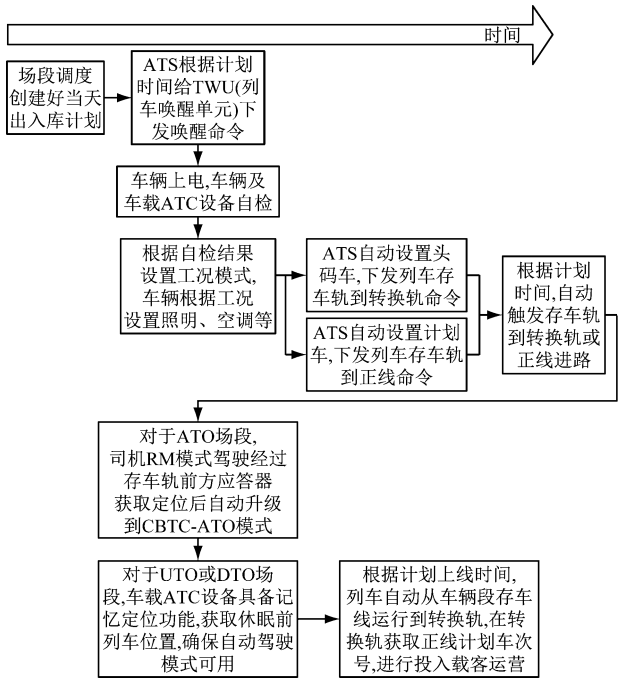 时间
场段调度
创建好当天
出入库计划
ATS根据计划
时间给TWU(列
车唤醒单元)下
发唤醒命令
车辆上电,车辆及
车载ATC设备自检
根据自检结果
设置工况模式,
车辆根据工况
设置照明、空调等
ATS自动设置头
码车,下发列车存
车轨到转换轨命令
ATS自动设置计划
车,下发列车存车轨
到正线命令
根据计划
时间,自动
触发存车轨
到转换轨或
正线进路
对于ATO场段,
司机RM模式驾驶经过
存车轨前方应答器
获取定位后自动升级
到CBTC-ATO模式
对于UTO或DTO场
段,车载ATC设备具备记
忆定位功能,获取休眠前
列车位置,确保自动驾驶
模式可用
根据计划上线时间,
列车自动从车辆段存车
线运行到转换轨,在转
换轨获取正线计划车次
号,进行投入载客运营